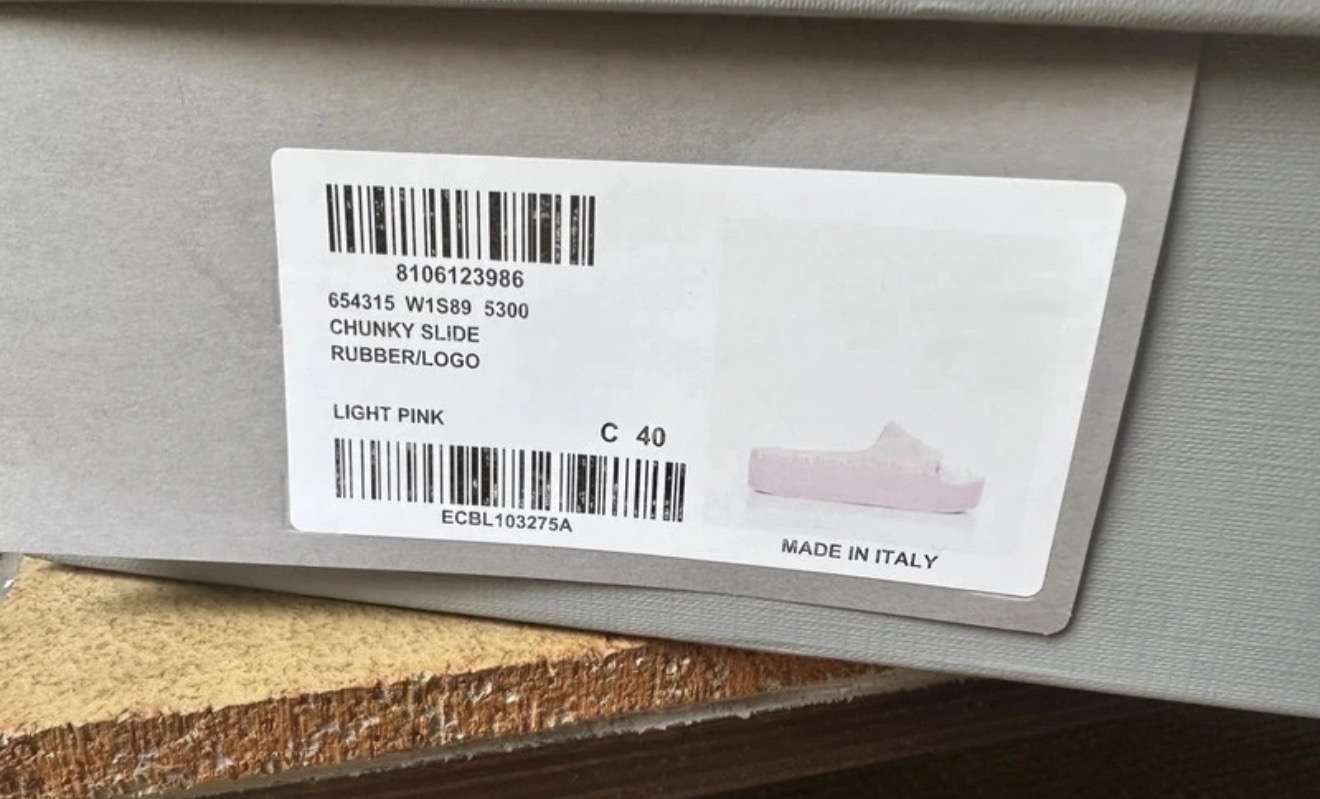 8106123986
654315 W1S89 5300
CHUNKY SLIDE
RUBBER/LOGO
LIGHT PINK
C 40
ECBL103275A
MADE IN ITALY